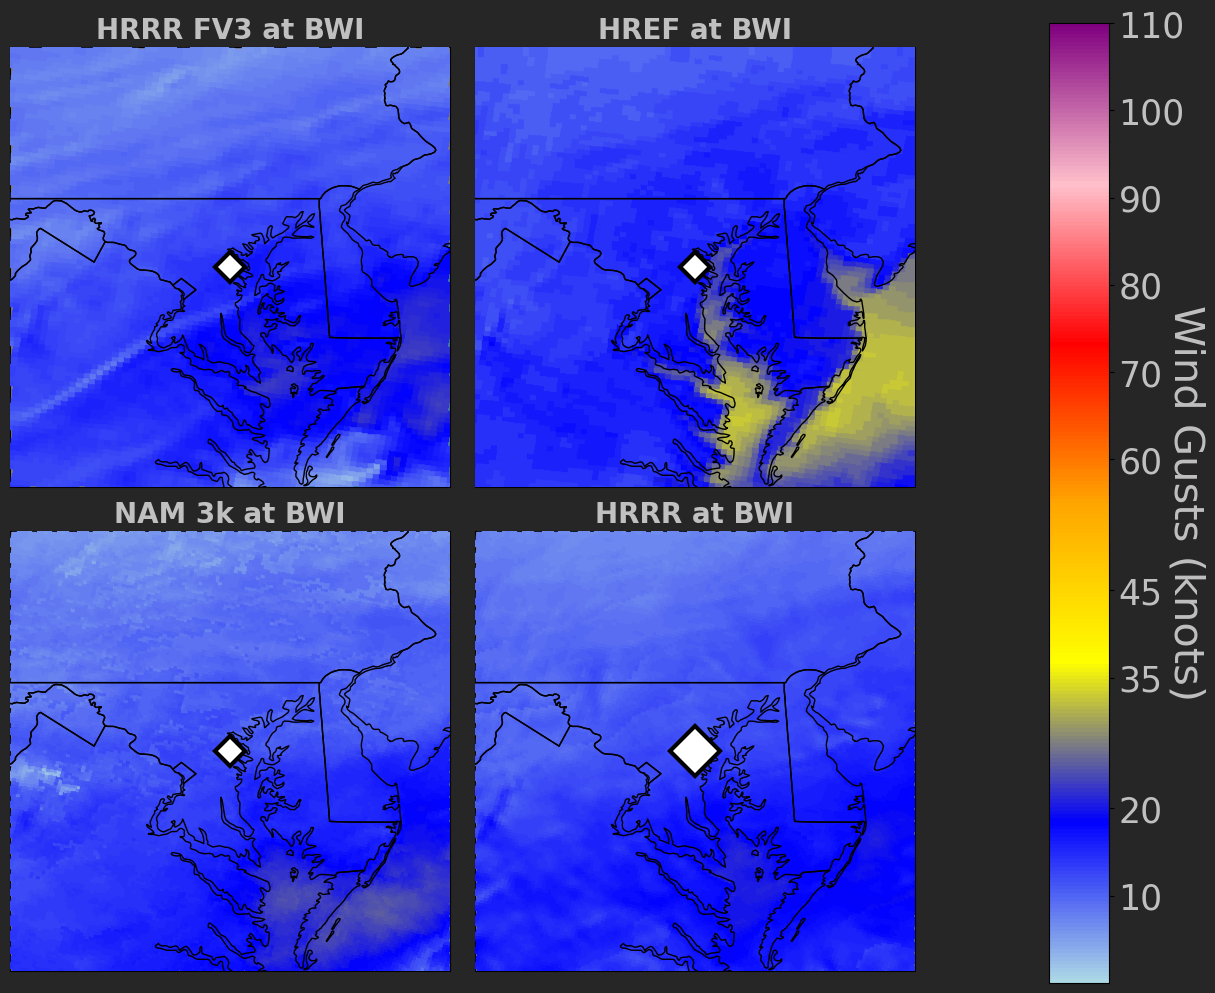 HRRR FV3 at BWI
HREF at BWI
NAM 3k at BWI
HRRR at BWI
110
100
90
80
70
60
45
35
20
10
Wind Gusts (knots)